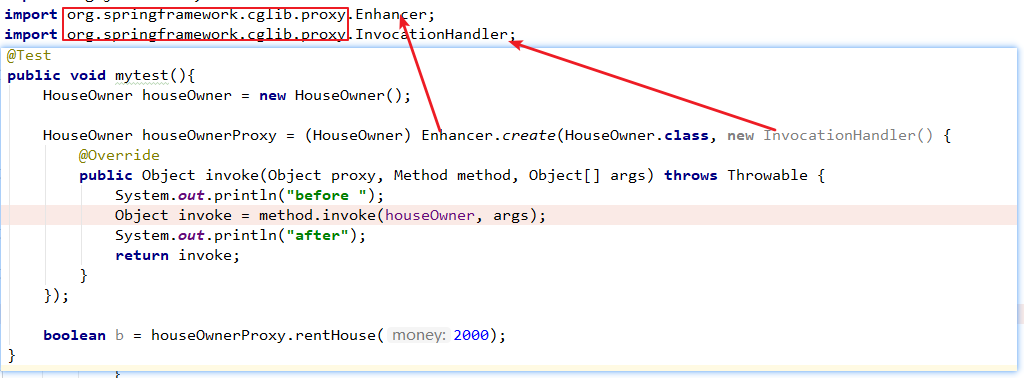 import org.springframework.cglib.proxy.Enhancer;
import org.springframework.cglib.proxy.InvocationHandler;
@Test
public void mytest(){
    HouseOwner houseOwner = new HouseOwner();
    HouseOwner houseOwnerProxy = (HouseOwner) Enhancer.create(HouseOwner.class, new InvocationHandler() {
        @Override
        public Object invoke(Object proxy, Method method, Object[] args) throws Throwable {
            System.out.println("before ");
            Object invoke = method.invoke(houseOwner, args);
            System.out.println("after");
            return invoke;
        }
    });
    boolean b = houseOwnerProxy.rentHouse( money: 2000);
}
}